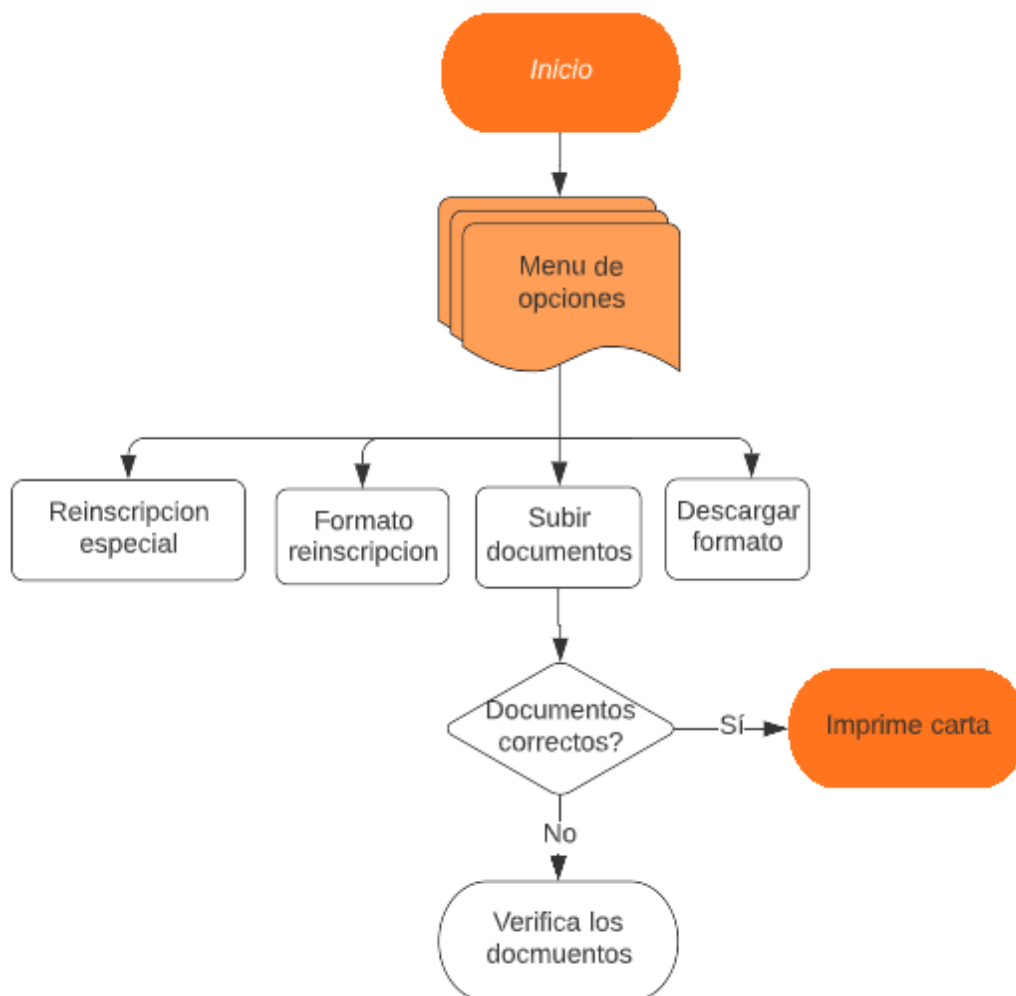 Inicio
Menu de
opciones
Reinscripcion
especial
Formato
reinscripcion
Subir
documentos
Descargar
formato
Documentos
correctos?
Sí
Imprime carta
No
Verifica los
docmuentos